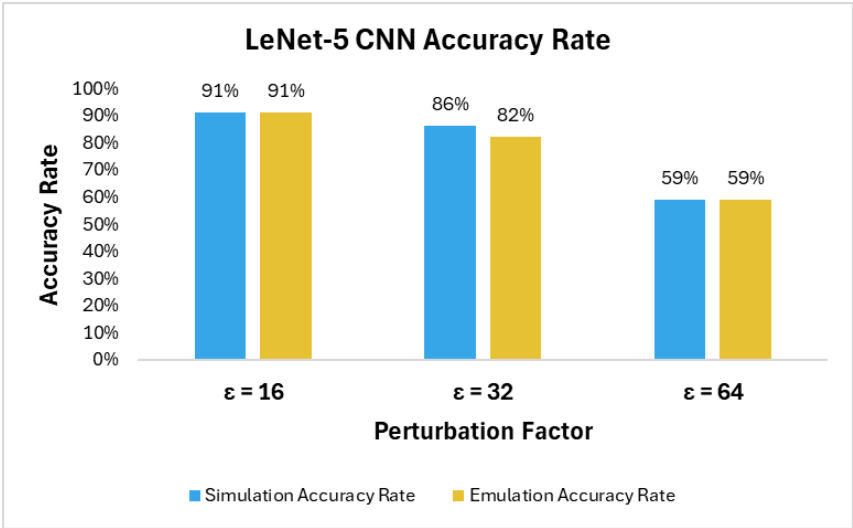 LeNet-5 CNN Accuracy Rate
Accuracy Rate
100%
90%
80%
70%
60%
50%
40%
30%
20%
10%
0%
91% 91%
86% 82%
59% 59%
ε = 16 ε = 32 ε = 64
Perturbation Factor
Simulation Accuracy Rate Emulation Accuracy Rate